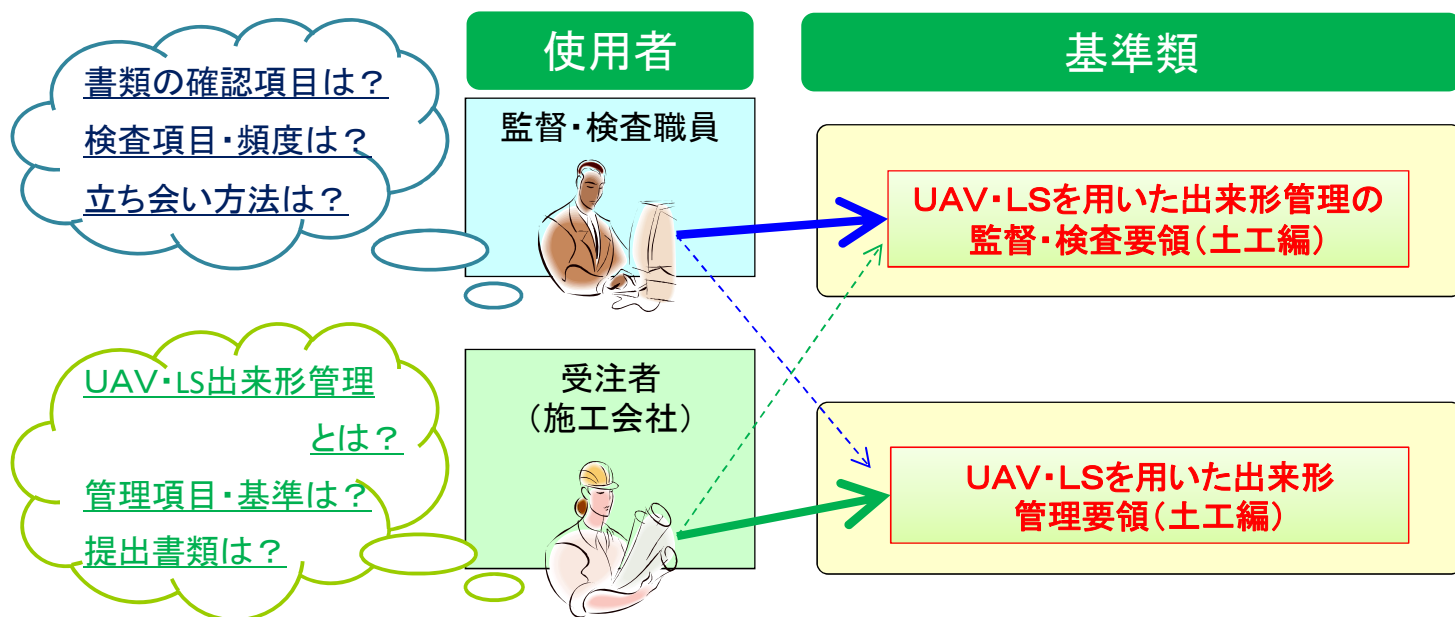 使用者
基準類
書類の確認項目は？
検査項目・頻度は？
立ち会い方法は？
監督・検査職員
UAV・LSを用いた出来形管理の
監督・検査要領（土工編）
UAV・LS出来形管理
とは？
管理項目・基準は？
提出書類は？
受注者
（施工会社）
UAV・LSを用いた出来形
管理要領（土工編）